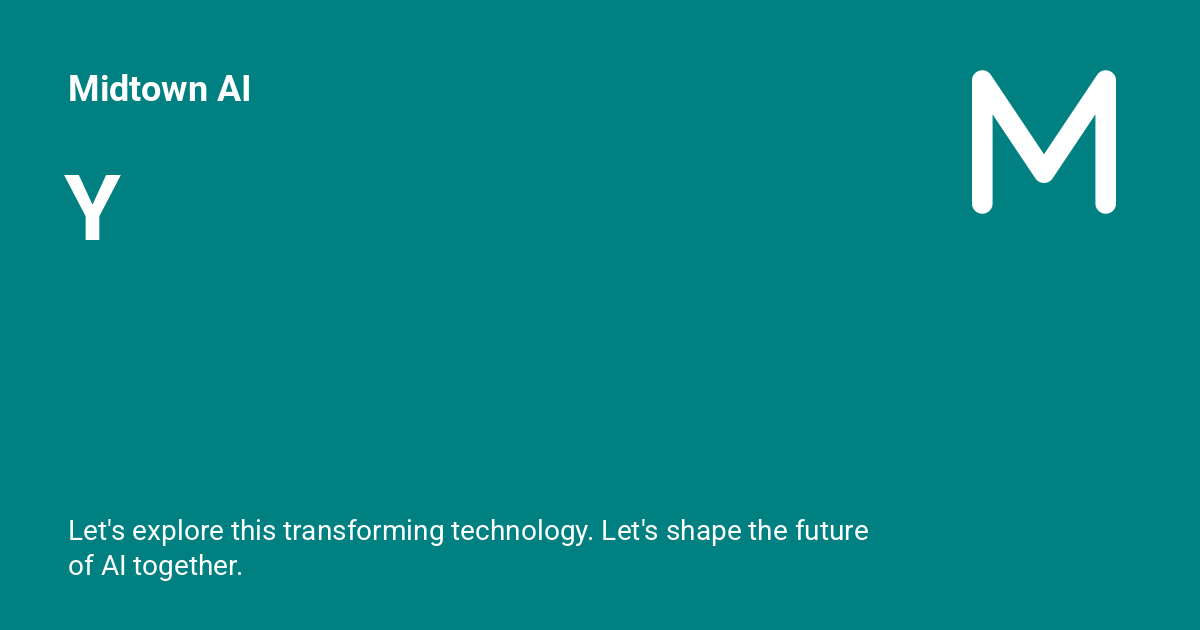 Midtown AI
M
Y
Let's explore this transforming technology. Let's shape the future
of AI together.